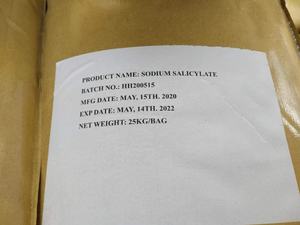 PRODUCT NAME: SODIUM SALICYLATE
BATCH NO.: HH200515
MFG DATE: MAY, 15TH. 2020
EXP DATE: MAY, 14TH. 2022
NET WEIGHT: 25KG/BAG